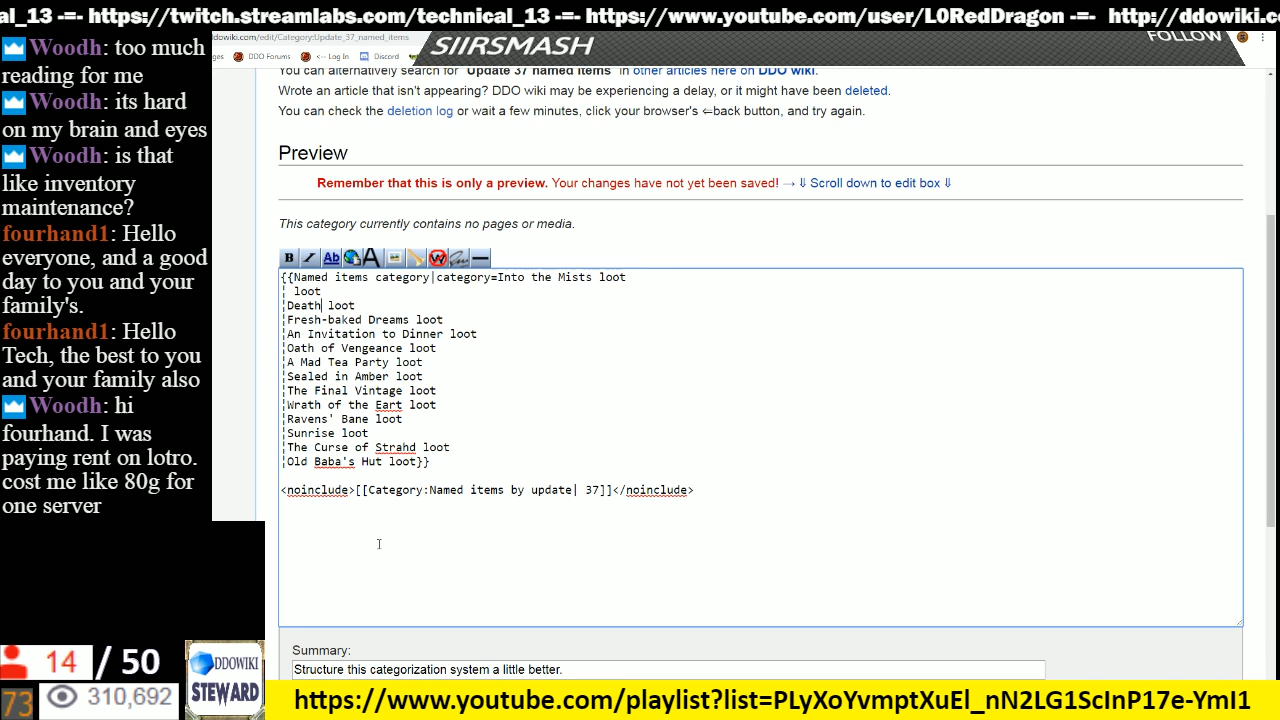 al_13 -=- https://twitch.streamlabs.com/technical_13 -=- https://www.youtube.com/user/L0RedDragon -=- http://ddowiki.c
Woodh: too much
reading for me
Woodh: its hard
on my brain and eyes
Woodh: is that
like inventory
maintenance?
fourhand1: Hello
everyone, and a good
day to you and your
family's.
fourhand1: Hello
Tech, the best to you
and your family also
Woodh: hi
fourhand. I was
paying rent on lotro.
cost me like 80g for
one server
ddowiki.com/edit/Category:Update_37_named_items
SIIRSMASH
FOLLOW
ges
DDO Forums
<-- Log In
Discord
You can alternatively search for "Update 37 named items" in other articles here on DDO wiki.
Wrote an article that isn't appearing? DDO wiki may be experiencing a delay, or it might have been deleted.
You can check the deletion log or wait a few minutes, click your browser's ⇐back button, and try again.
Preview
Remember that this is only a preview. Your changes have not yet been saved! → ⇓ Scroll down to edit box ⇓
This category currently contains no pages or media.
B I Ab A W
{{Named items category|category=Into the Mists loot
| loot
|Death loot
|Fresh-baked Dreams loot
|An Invitation to Dinner loot
|Oath of Vengeance loot
|A Mad Tea Party loot
|Sealed in Amber loot
|The Final Vintage loot
|Wrath of the Eart loot
|Ravens' Bane loot
|Sunrise loot
|The Curse of Strahd loot
|Old Baba's Hut loot}}
<noinclude>[[Category:Named items by update| 37]]</noinclude>
Summary:
Structure this categorization system a little better.
14 / 50
73 310,692
DDOWIKI
STEWARD
https://www.youtube.com/playlist?list=PLyXoYvmptXuEl_nN2LG1ScInP17e-YmI1